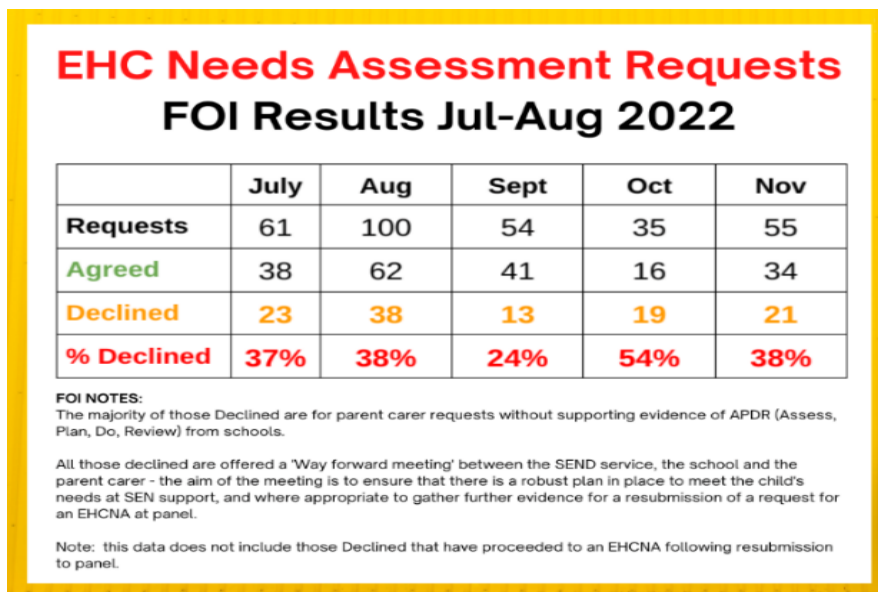 EHC Needs Assessment Requests
FOI Results Jul-Aug 2022
July Aug Sept Oct Nov
Requests 61 100 54 35 55
Agreed 38 62 41 16 34
Declined 23 38 13 19 21
% Declined 37% 38% 24% 54% 38%
FOI NOTES:
The majority of those Declined are for parent carer requests without supporting evidence of APDR (Assess,
Plan, Do, Review) from schools.
All those declined are offered a 'Way forward meeting' between the SEND service, the school and the
parent carer - the aim of the meeting is to ensure that there is a robust plan in place to meet the child's
needs at SEN support, and where appropriate to gather further evidence for a resubmission of a request for
an EHCNA at panel.
Note: this data does not include those Declined that have proceeded to an EHCNA following resubmission
to panel.